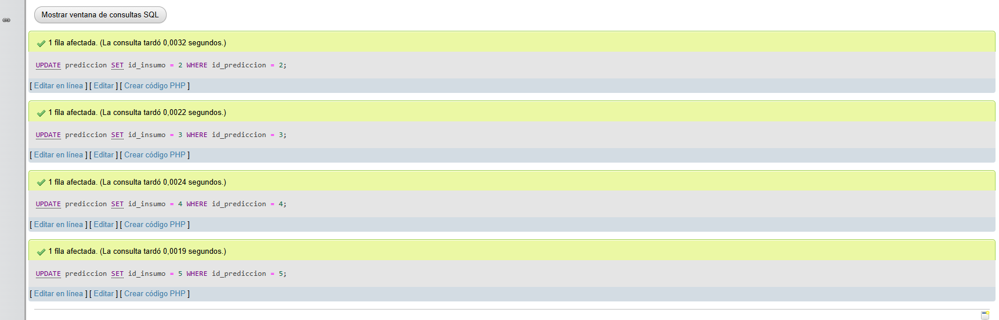 Mostrar ventana de consultas SQL
1 fila afectada. (La consulta tardó 0,0032 segundos.)
UPDATE prediccion SET id_insumo = 2 WHERE id_prediccion = 2;
[ Editar en línea ] [ Editar ] [ Crear código PHP ]
1 fila afectada. (La consulta tardó 0,0022 segundos.)
UPDATE prediccion SET id_insumo = 3 WHERE id_prediccion = 3;
[ Editar en línea ] [ Editar ] [ Crear código PHP ]
1 fila afectada. (La consulta tardó 0,0024 segundos.)
UPDATE prediccion SET id_insumo = 4 WHERE id_prediccion = 4;
[ Editar en línea ] [ Editar ] [ Crear código PHP ]
1 fila afectada. (La consulta tardó 0,0019 segundos.)
UPDATE prediccion SET id_insumo = 5 WHERE id_prediccion = 5;
[ Editar en línea ] [ Editar ] [ Crear código PHP ]